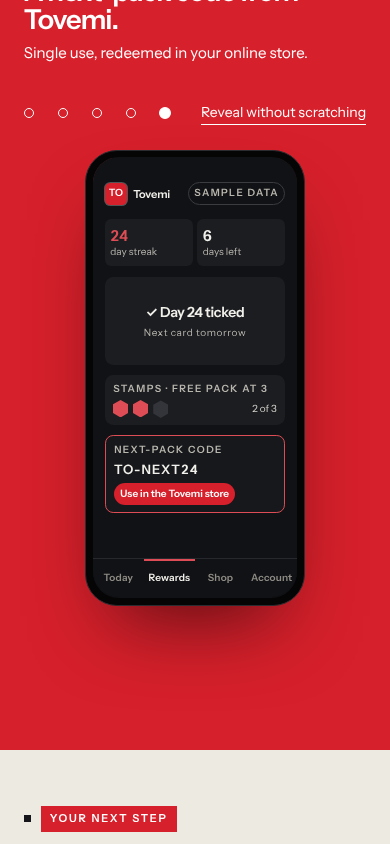 Tovemi.
Single use, redeemed in your online store.
Reveal without scratching
TO Tovemi SAMPLE DATA
24 6
day streak days left
✓ Day 24 ticked
Next card tomorrow
STAMPS · FREE PACK AT 3
2 of 3
NEXT-PACK CODE
TO-NEXT24
Use in the Tovemi store
Today Rewards Shop Account
YOUR NEXT STEP